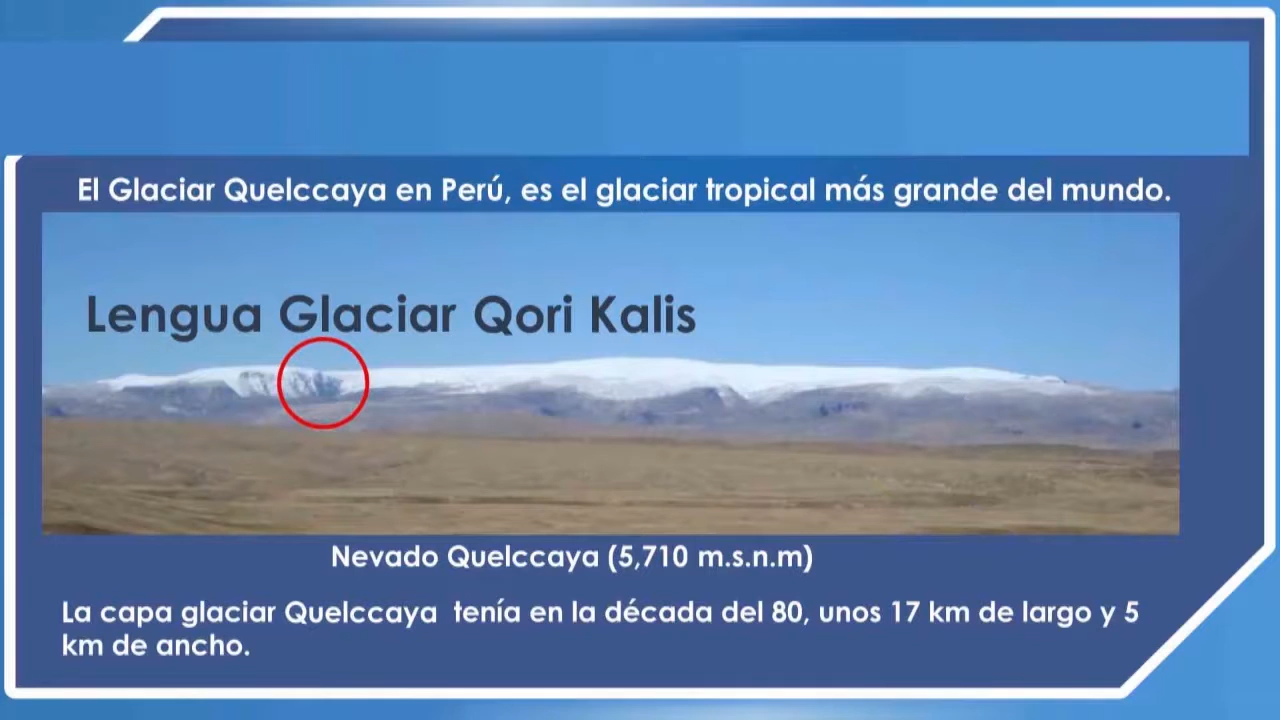 El Glaciar Quelccaya en Perú, es el glaciar tropical más grande del mundo.
Lengua Glaciar Qori Kalis
Nevado Quelccaya (5,710 m.s.n.m)
La capa glaciar Quelccaya tenía en la década del 80, unos 17 km de largo y 5
km de ancho.